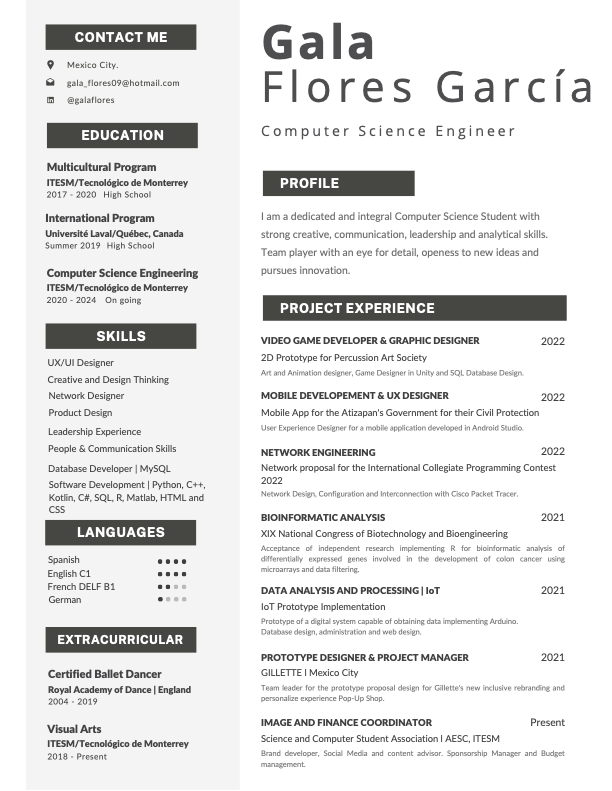 CONTACT ME
Mexico City.
gala_flores09@hotmail.com
@galaflores
EDUCATION
Multicultural Program
ITESM/Tecnológico de Monterrey
2017 - 2020 High School
International Program
Université Laval/Québec, Canada
Summer 2019 High School
Computer Science Engineering
ITESM/Tecnológico de Monterrey
2020 - 2024 On going
SKILLS
UX/UI Designer
Creative and Design Thinking
Network Designer
Product Design
Leadership Experience
People & Communication Skills
Database Developer | MySQL
Software Development | Python, C++,
Kotlin, C#, SQL, R, Matlab, HTML and
CSS
LANGUAGES
Spanish
English C1
French DELF B1
German
EXTRACURRICULAR
Certified Ballet Dancer
Royal Academy of Dance | England
2004 - 2019
Visual Arts
ITESM/Tecnológico de Monterrey
2018 - Present
Gala
Flores García
Computer Science Engineer
PROFILE
I am a dedicated and integral Computer Science Student with
strong creative, communication, leadership and analytical skills.
Team player with an eye for detail, openess to new ideas and
pursues innovation.
PROJECT EXPERIENCE
VIDEO GAME DEVELOPER & GRAPHIC DESIGNER 2022
2D Prototype for Percussion Art Society
Art and Animation designer, Game Designer in Unity and SQL Database Design.
MOBILE DEVELOPEMENT & UX DESIGNER 2022
Mobile App for the Atizapan's Government for their Civil Protection
User Experience Designer for a mobile application developed in Android Studio.
NETWORK ENGINEERING 2022
Network proposal for the International Collegiate Programming Contest
2022
Network Design, Configuration and Interconnection with Cisco Packet Tracer.
BIOINFORMATIC ANALYSIS 2021
XIX National Congress of Biotechnology and Bioengineering
Acceptance of independent research implementing R for bioinformatic analysis of
differentially expressed genes involved in the development of colon cancer using
microarrays and data filtering.
DATA ANALYSIS AND PROCESSING | IoT 2021
IoT Prototype Implementation
Prototype of a digital system capable of obtaining data implementing Arduino.
Database design, administration and web design.
PROTOTYPE DESIGNER & PROJECT MANAGER 2021
GILLETTE I Mexico City
Team leader for the prototype proposal design for Gillette's new inclusive rebranding and
personalize experience Pop-Up Shop.
IMAGE AND FINANCE COORDINATOR Present
Science and Computer Student Association I AESC, ITESM
Brand developer, Social Media and content advisor. Sponsorship Manager and Budget
management.